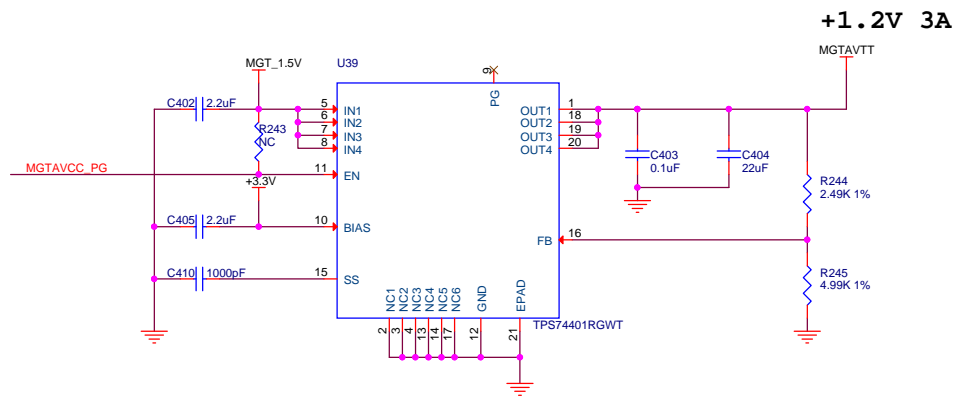 +1.2V 3A
MGTAVTT
MGT_1.5V
U39
9
PG
C402
2.2uF
5
IN1
6
IN2
7
IN3
8
IN4
R243
NC
OUT1
1
OUT2
18
OUT3
19
OUT4
20
C403
0.1uF
C404
22uF
R244
2.49K 1%
MGTAVCC_PG
11
EN
+3.3V
C405
2.2uF
10
BIAS
FB
16
C410
1000pF
15
SS
R245
4.99K 1%
NC1
NC2
NC3
NC4
NC5
NC6
GND
EPAD
TPS74401RGWT
2
3
4
13
14
17
12
21